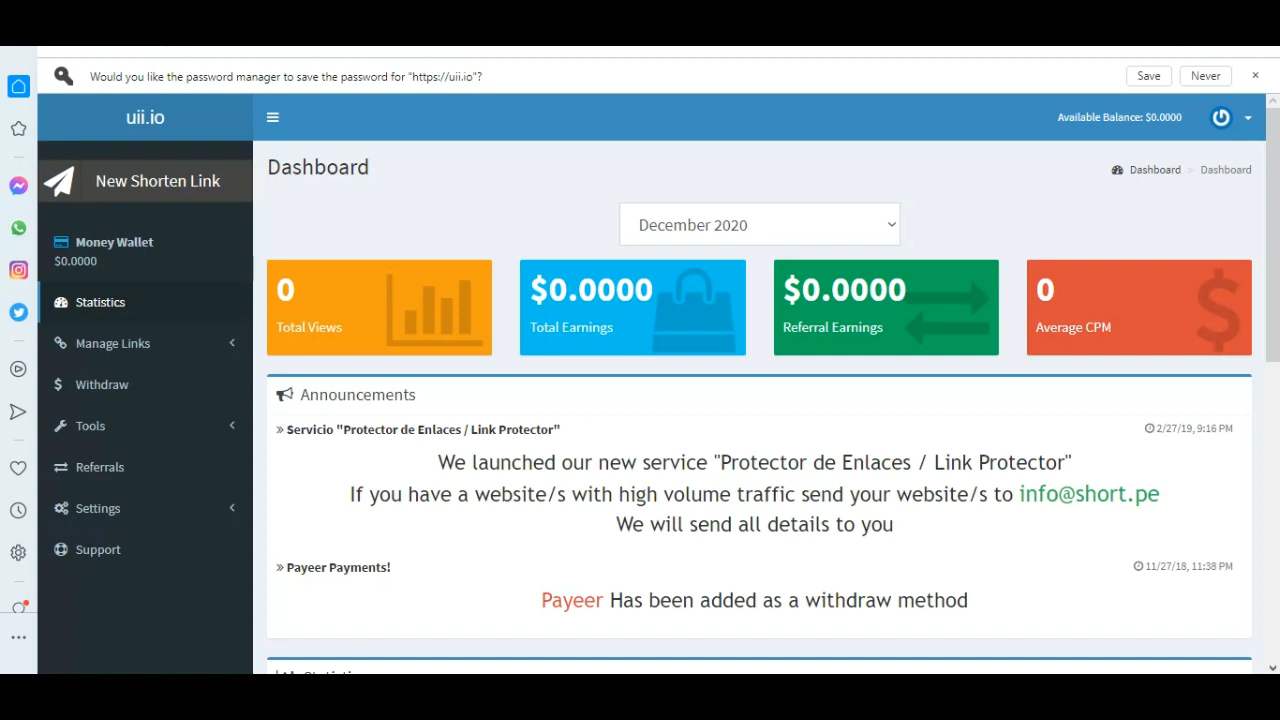 Would you like the password manager to save the password for "https://uii.io"?
Save
Never
uii.io
Available Balance: $0.0000
New Shorten Link
Dashboard
Dashboard > Dashboard
December 2020
Money Wallet
$0.0000
Statistics
Manage Links
Withdraw
Tools
Referrals
Settings
Support
0
Total Views
$0.0000
Total Earnings
$0.0000
Referral Earnings
0
Average CPM
Announcements
» Servicio "Protector de Enlaces / Link Protector"
2/27/19, 9:16 PM
We launched our new service "Protector de Enlaces / Link Protector"
If you have a website/s with high volume traffic send your website/s to info@short.pe
We will send all details to you
» Payeer Payments!
11/27/18, 11:38 PM
Payeer Has been added as a withdraw method